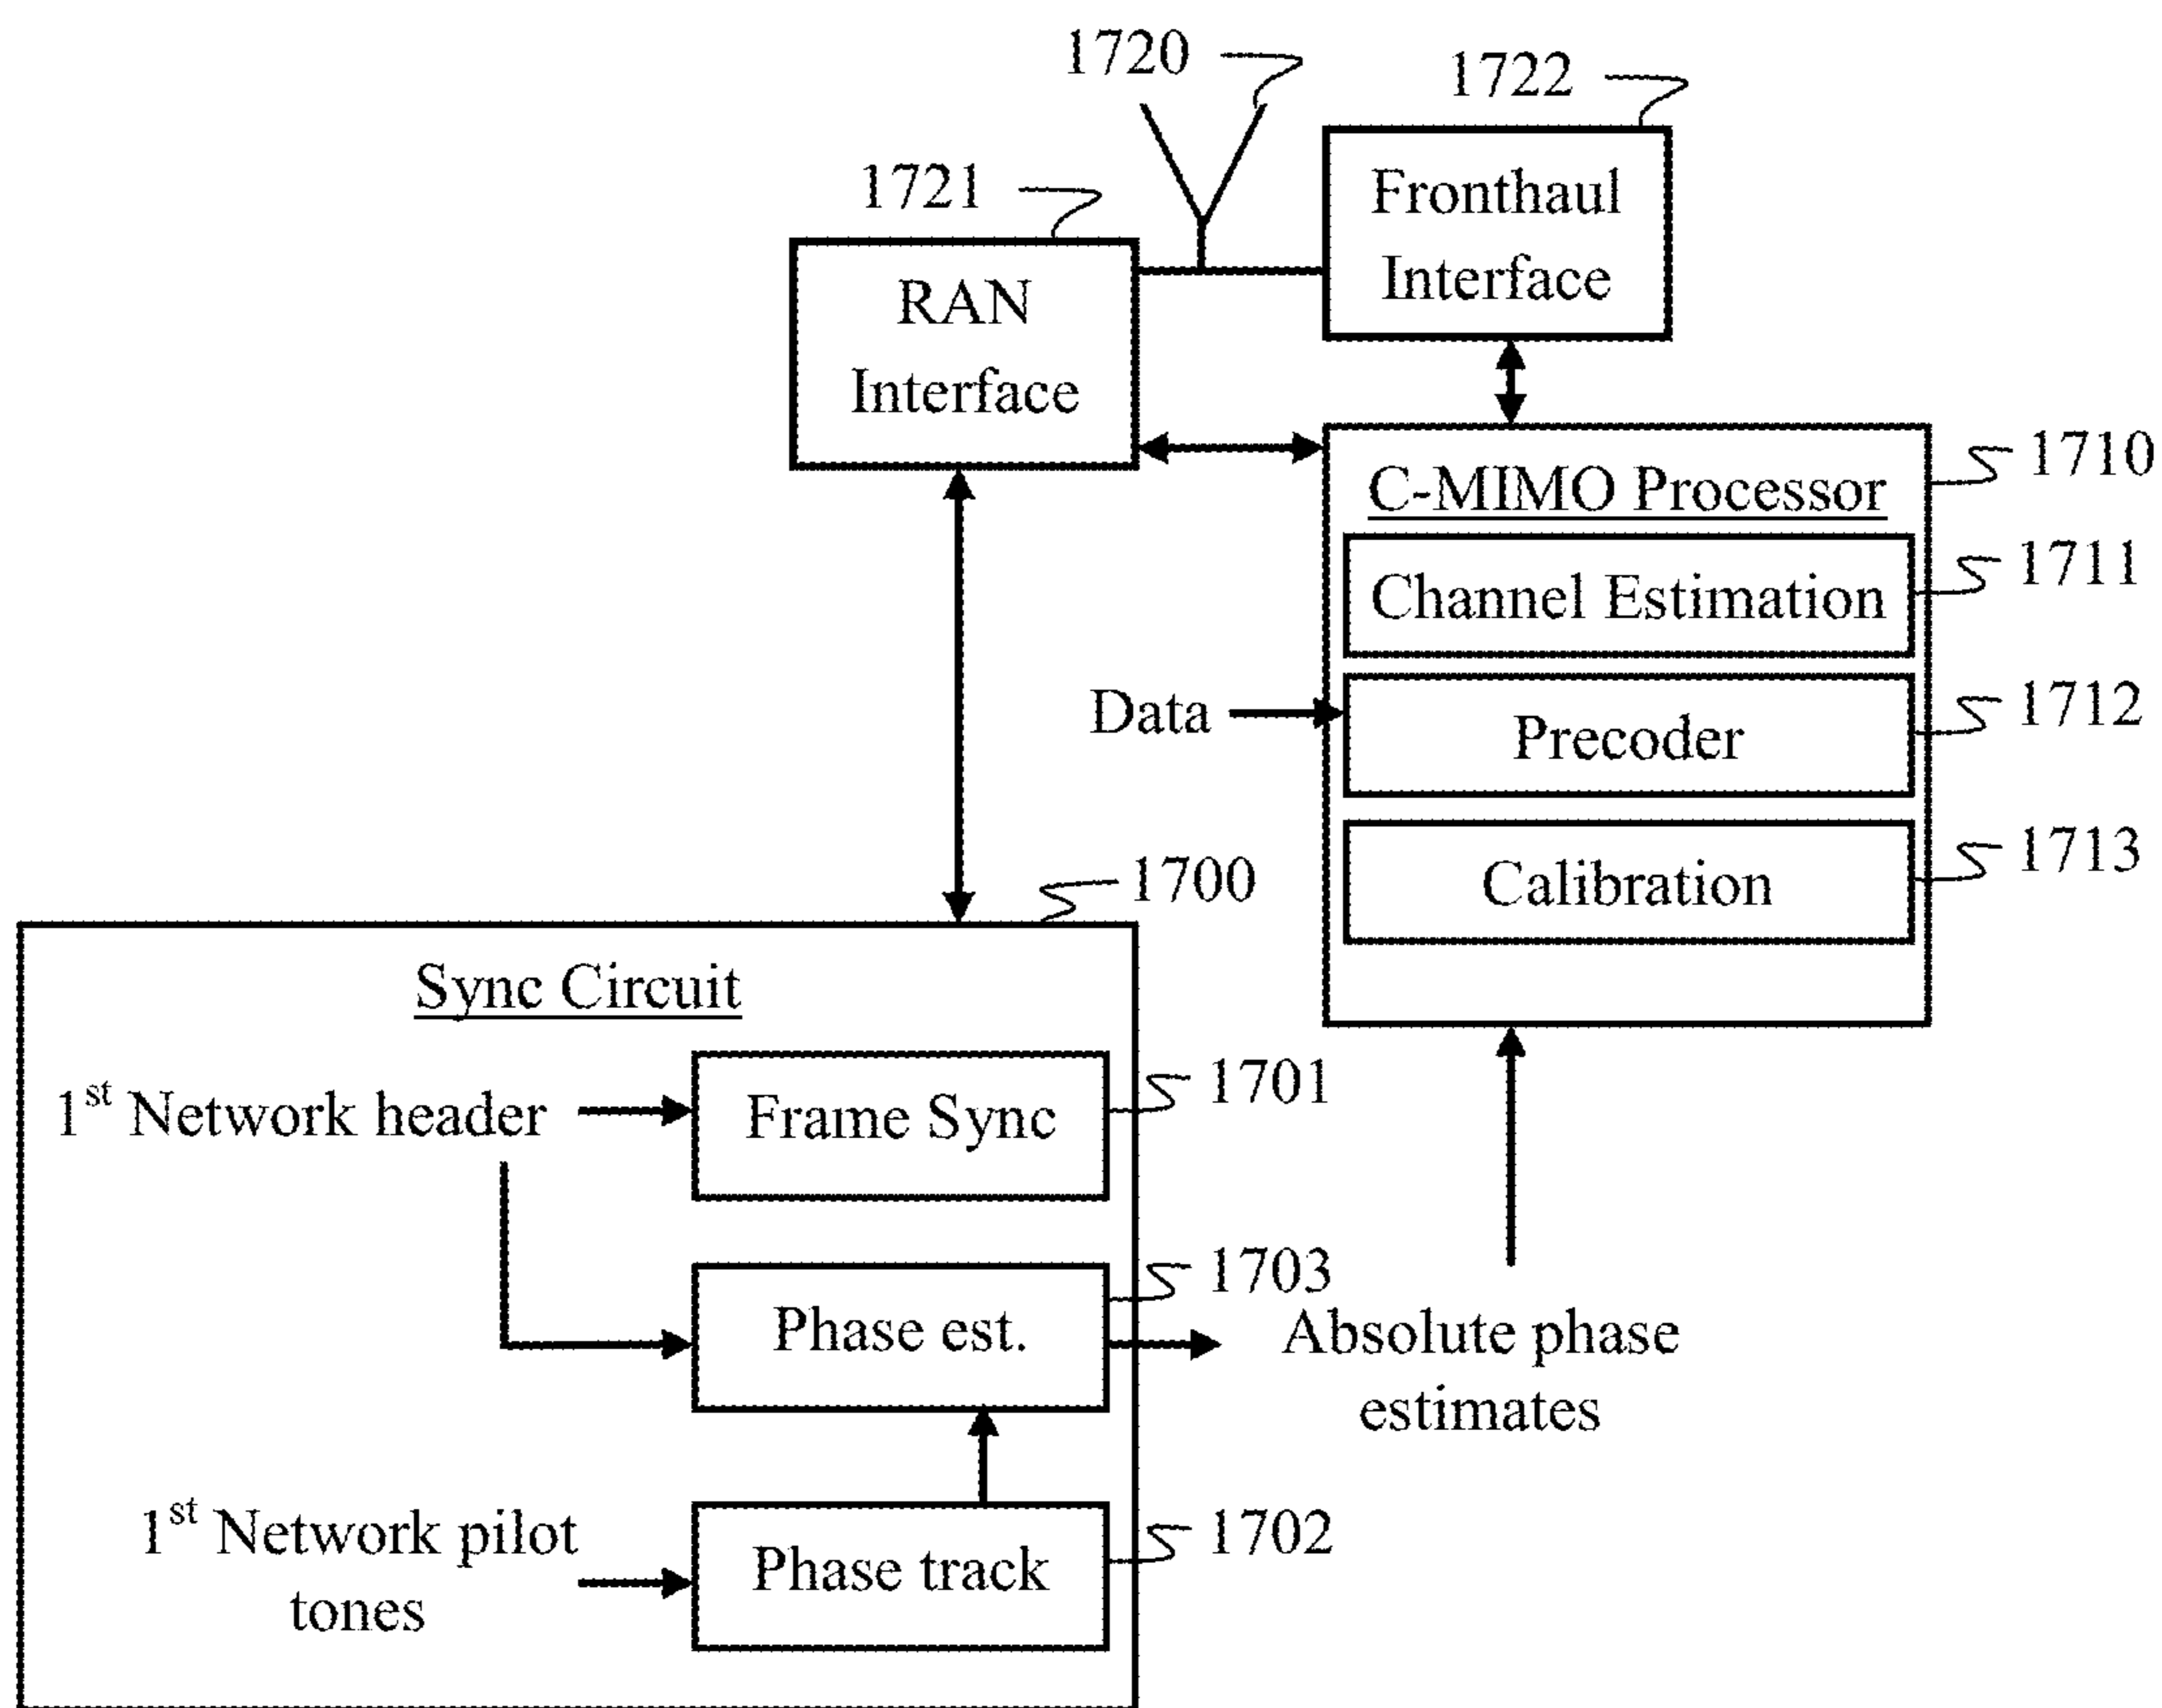 1720
1722
1721
Fronthaul
Interface
RAN
Interface
1710
C-MIMO Processor
1711
Channel Estimation
1712
Data
Precoder
1713
Calibration
1700
Sync Circuit
1701
1st Network header
Frame Sync
1703
Phase est.
Absolute phase
estimates
1st Network pilot
tones
1702
Phase track